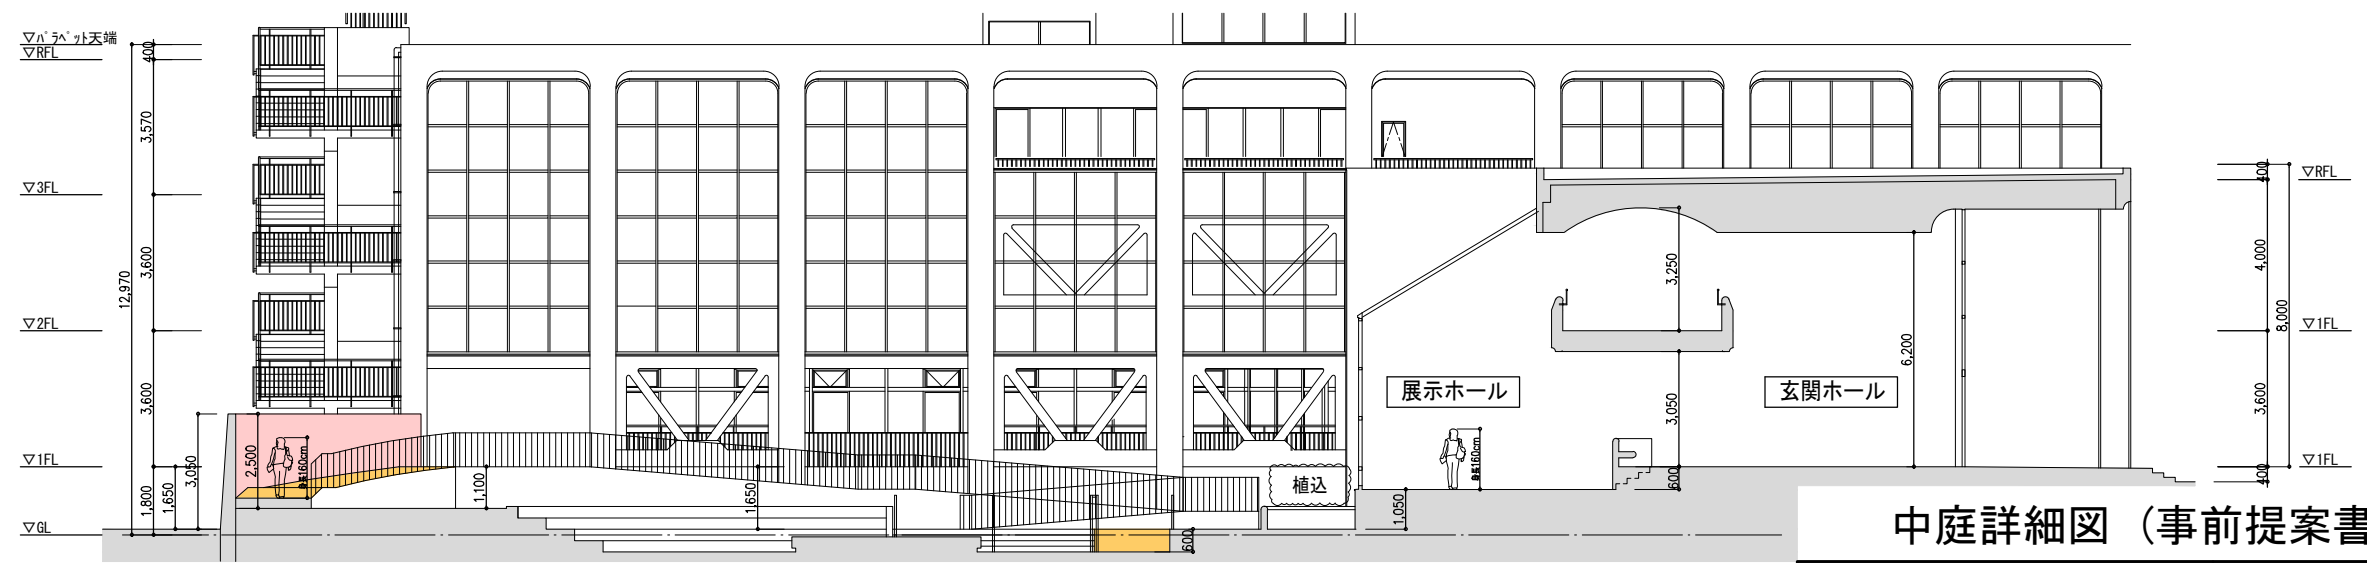 ▽ﾊﾟﾗﾍﾟｯﾄ天端
▽RFL
400
3,570
▽3FL
3,600
12,970
▽2FL
3,600
▽1FL
3,050
1,650
1,800
▽GL
2,500
身長160cm
1,100
1,650
植込
600
展示ホール
身長160cm
1,050
3,250
3,050
600
玄関ホール
6,200
400
▽RFL
4,000
8,000
▽1FL
3,600
▽1FL
400
中庭詳細図（事前提案書